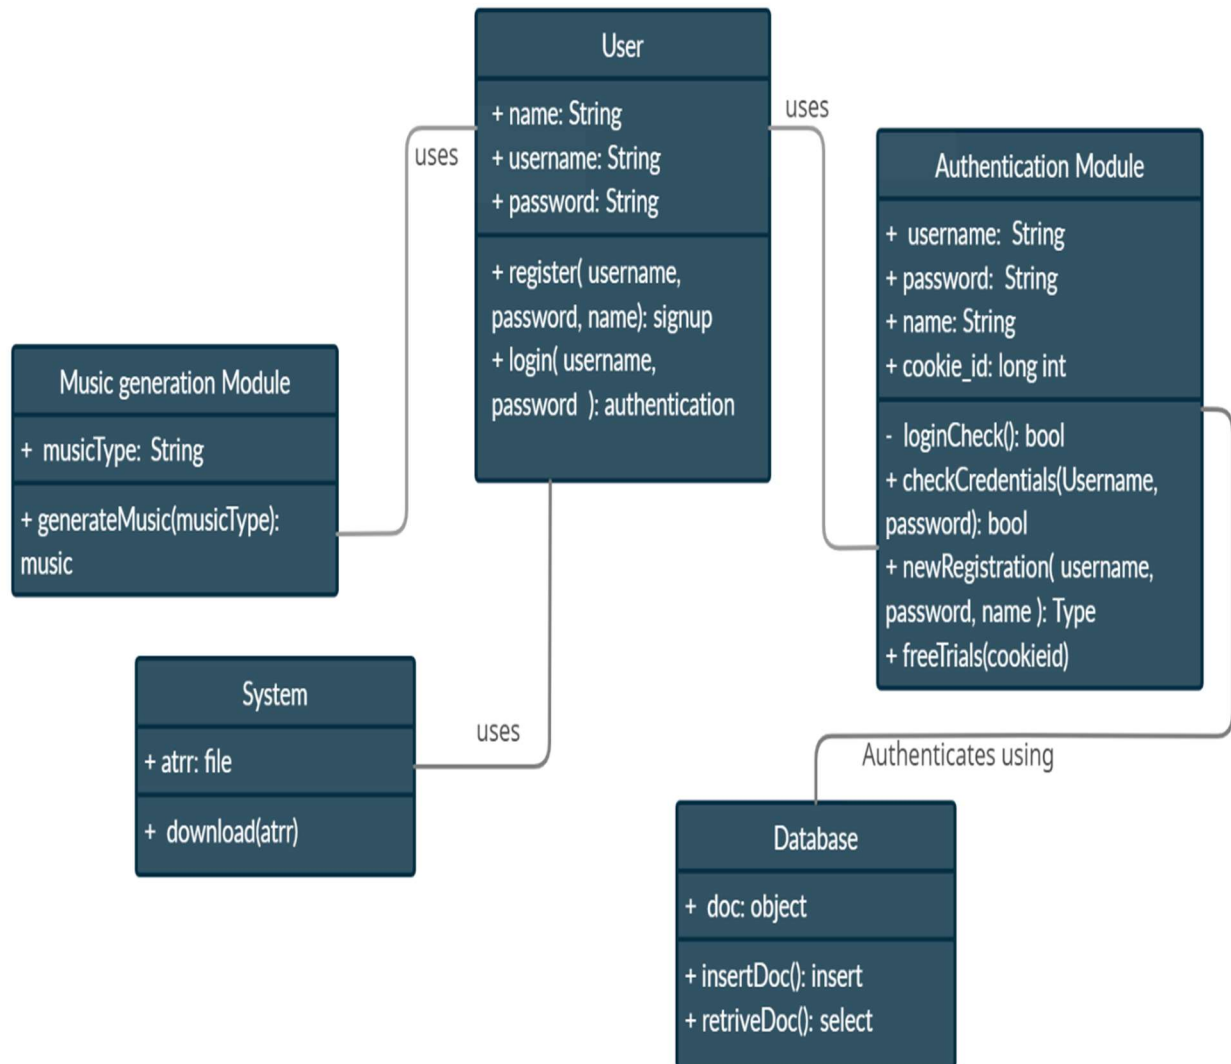 User
+ name: String
+ username: String
+ password: String
+ register( username,
password, name): signup
+ login( username,
password ): authentication
uses
uses
Authentication Module
+ username: String
+ password: String
+ name: String
+ cookie_id: long int
- loginCheck(): bool
+ checkCredentials(Username,
password): bool
+ newRegistration( username,
password, name ): Type
+ freeTrials(cookieid)
Music generation Module
+ musicType: String
+ generateMusic(musicType):
music
System
+ atrr: file
+ download(atrr)
uses
Authenticates using
Database
+ doc: object
+ insertDoc(): insert
+ retriveDoc(): select